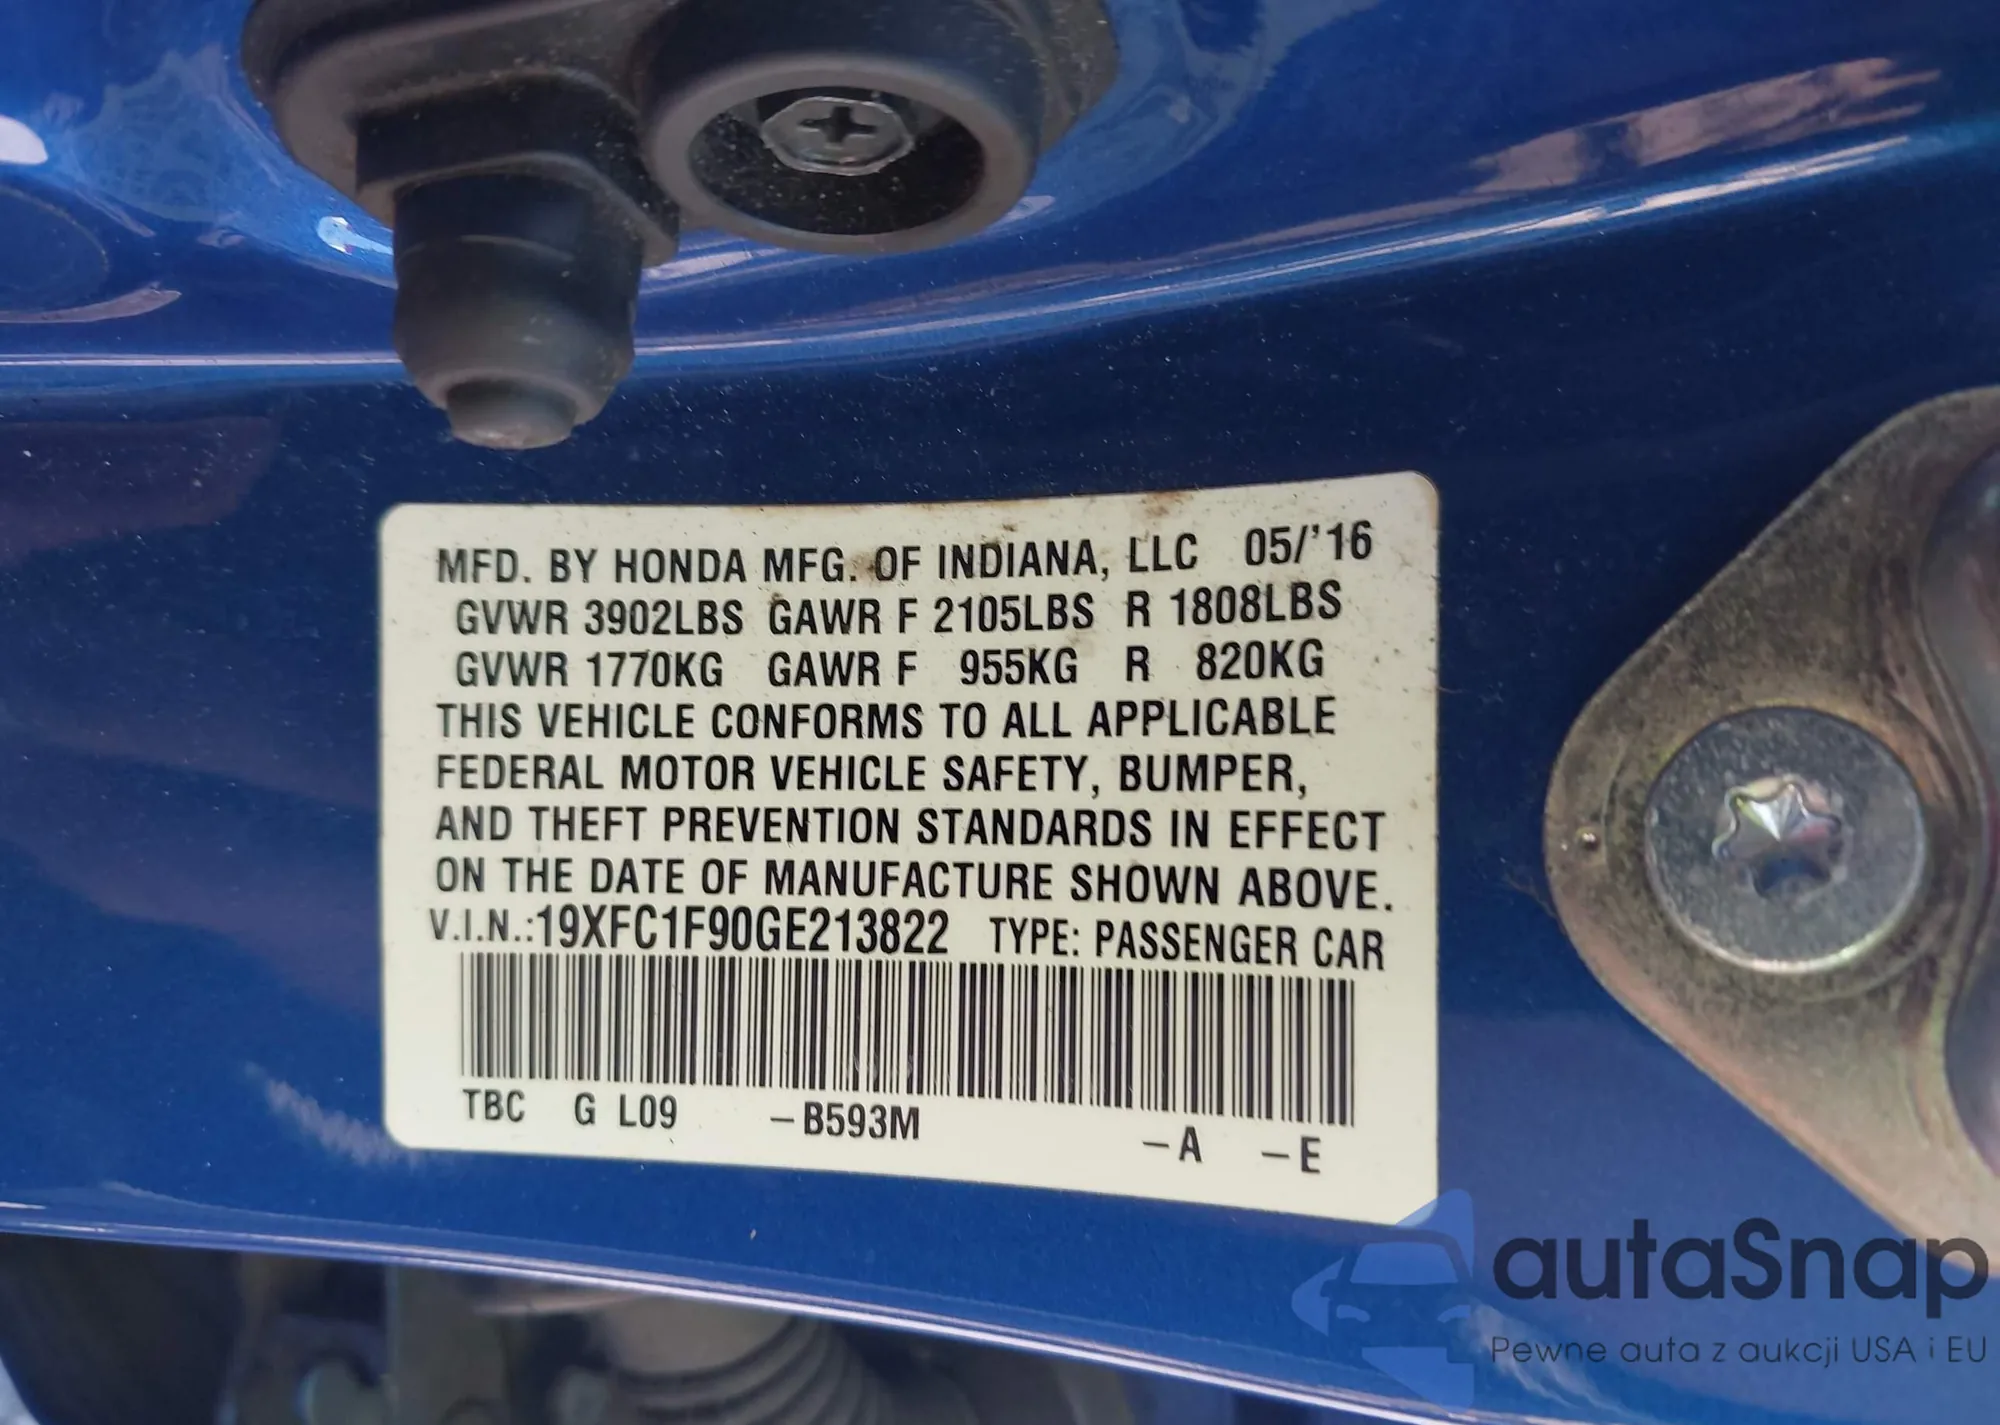 MFD. BY HONDA MFG. OF INDIANA, LLC 05/'16
GVWR 3902LBS GAWR F 2105LBS R 1808LBS
GVWR 1770KG GAWR F 955KG R 820KG
THIS VEHICLE CONFORMS TO ALL APPLICABLE
FEDERAL MOTOR VEHICLE SAFETY, BUMPER,
AND THEFT PREVENTION STANDARDS IN EFFECT
ON THE DATE OF MANUFACTURE SHOWN ABOVE.
V.I.N.:19XFC1F90GE213822 TYPE: PASSENGER CAR
TBC G L09 –B593M –A –E
autaSnap
Pewne auta z aukcji USA i EU